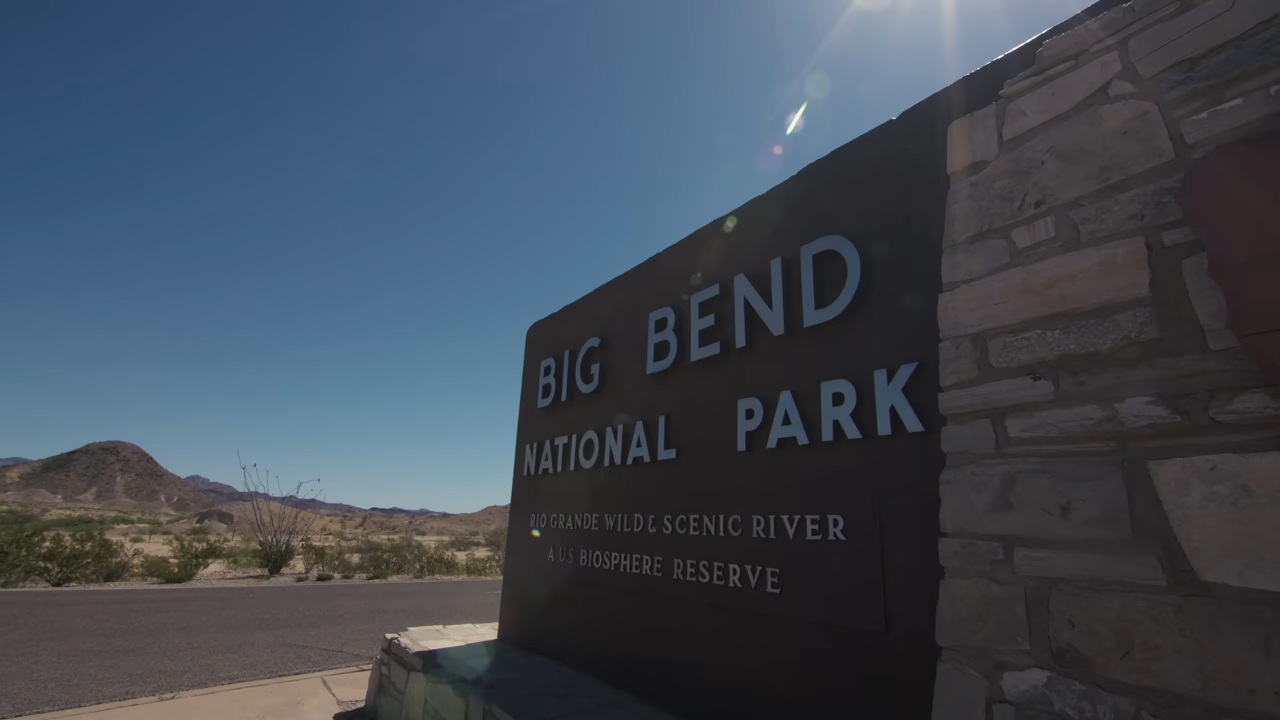 BIG BEND
NATIONAL PARK
RIO GRANDE WILD & SCENIC RIVER
A U.S. BIOSPHERE RESERVE